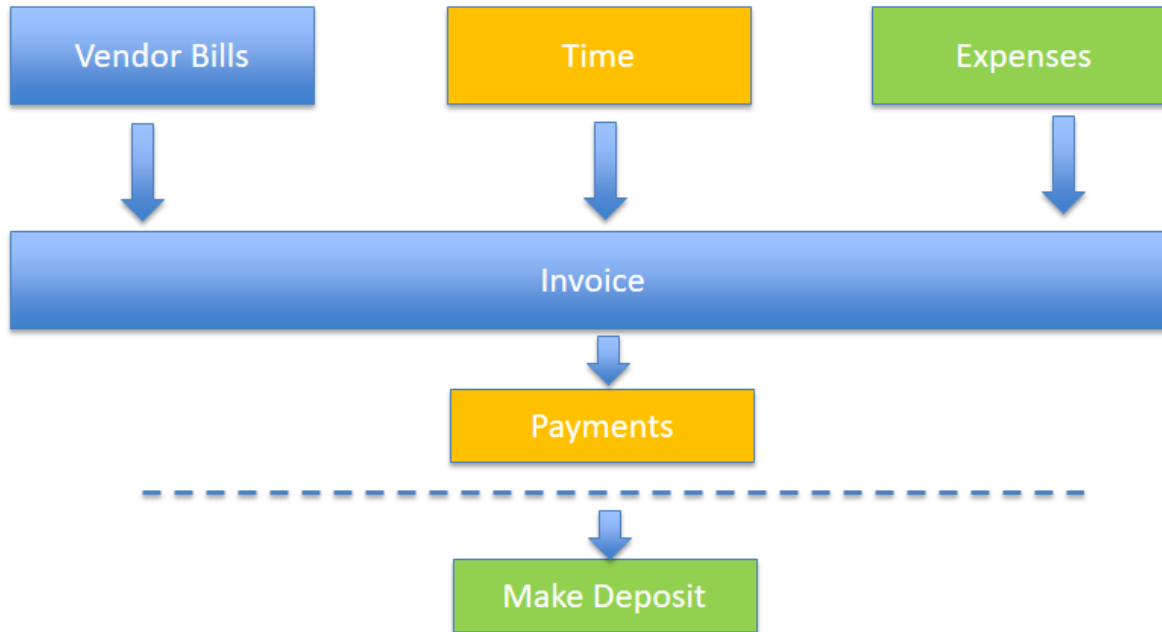 Vendor Bills
Time
Expenses
Invoice
Payments
Make Deposit